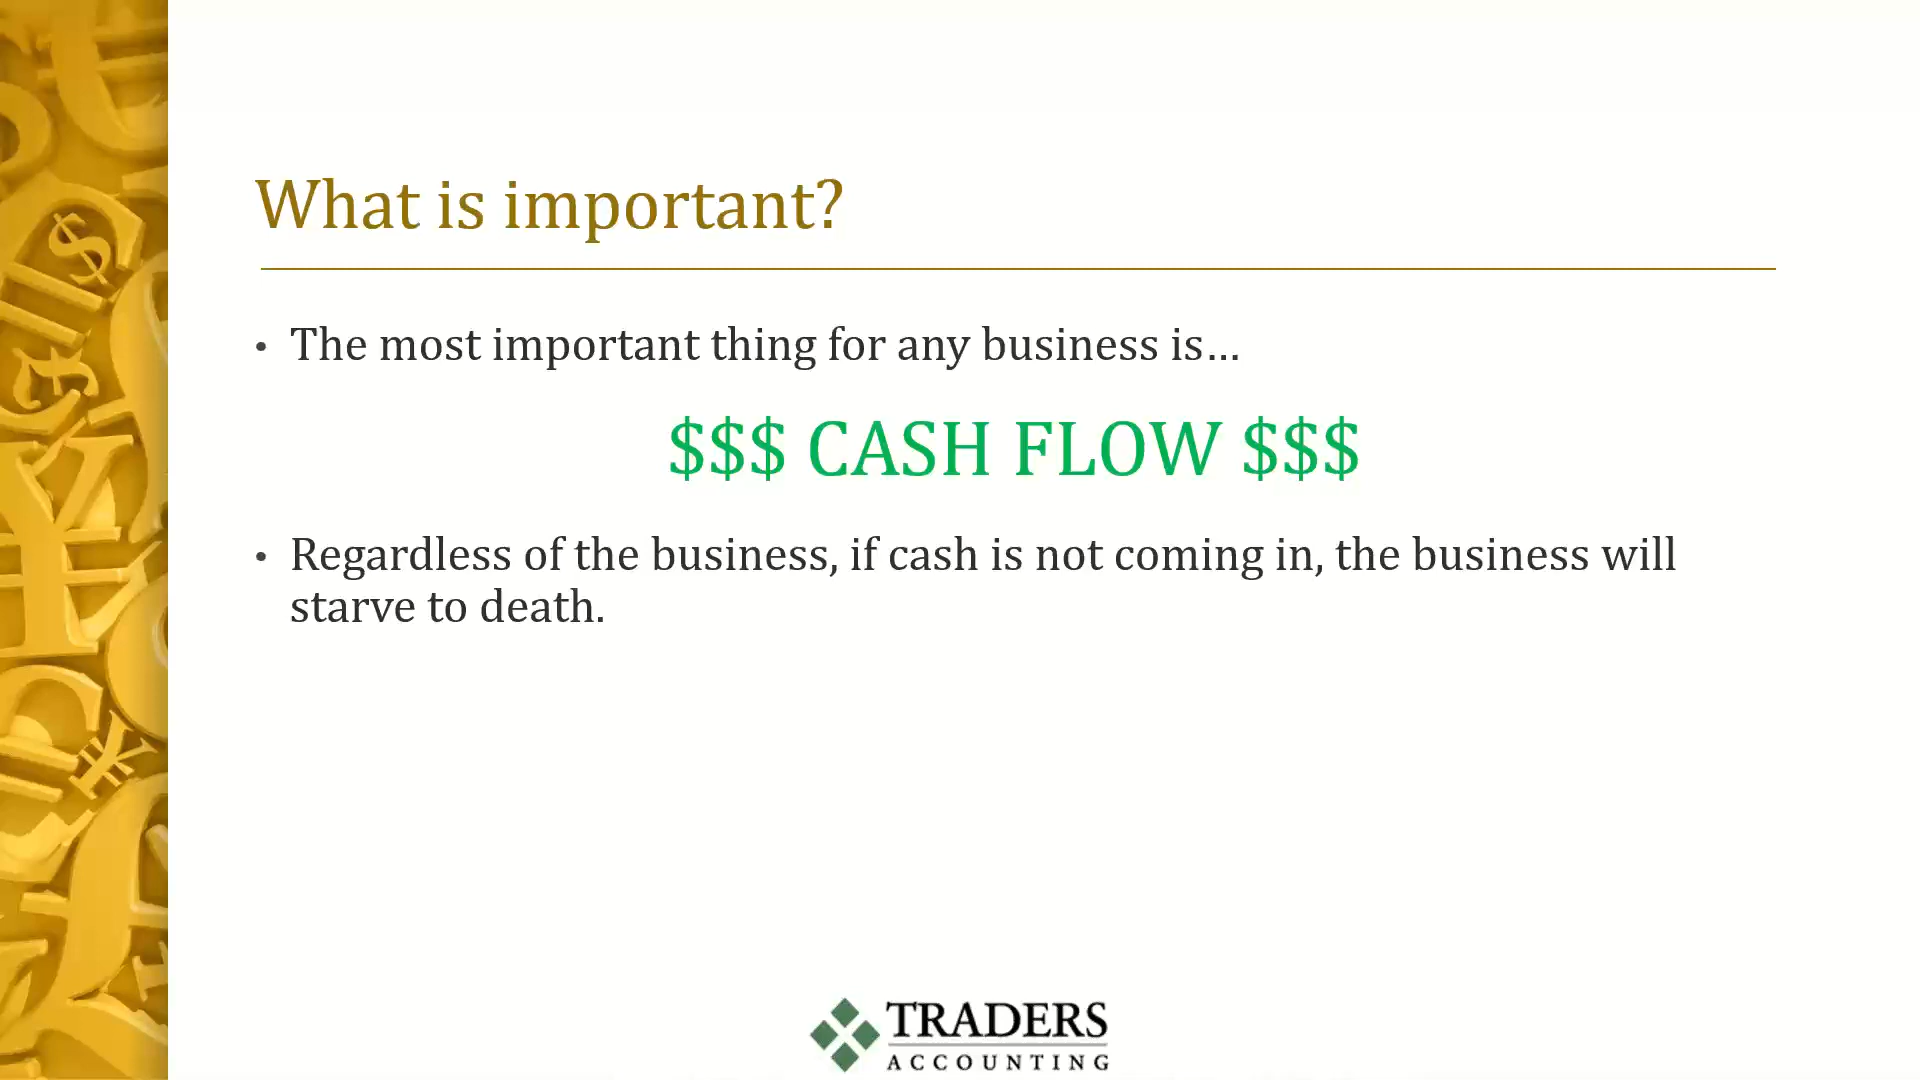 What is important?
• The most important thing for any business is…
$$$ CASH FLOW $$$
• Regardless of the business, if cash is not coming in, the business will
starve to death.
TRADERS
ACCOUNTING